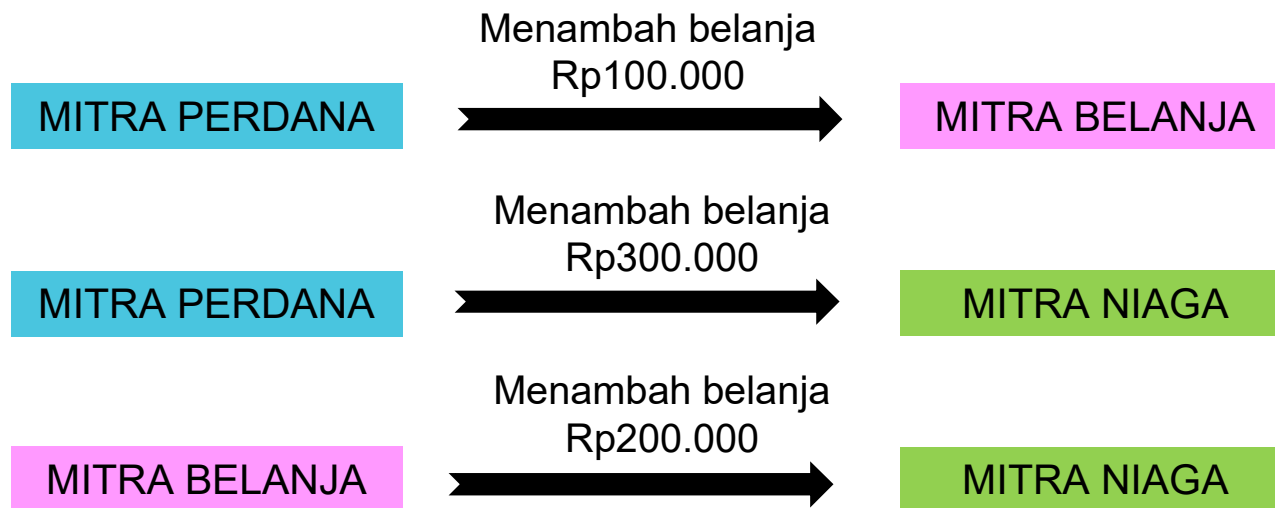 Menambah belanja
Rp100.000
MITRA PERDANA
MITRA BELANJA
Menambah belanja
Rp300.000
MITRA PERDANA
MITRA NIAGA
Menambah belanja
Rp200.000
MITRA BELANJA
MITRA NIAGA